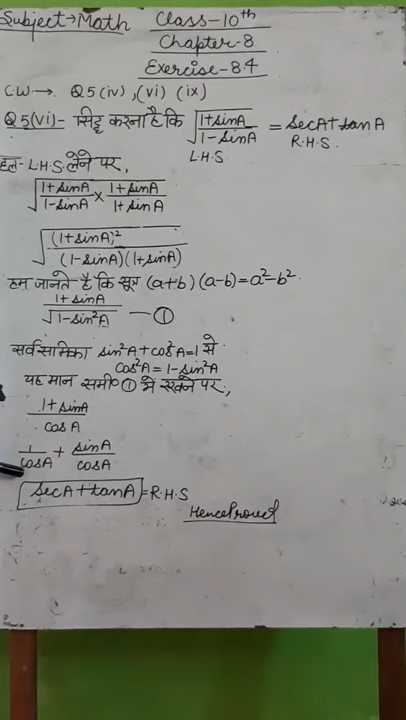 Subject→Math Class-10th
Chapter-8
Exercise-8.4
C.W.→ Q5(iv),(vi) (ix)
Q5(vi)- सिद्ध करना है कि √(1+sinA / 1-sinA) = SecA+tanA
L.H.S R.H.S.
हल- L.H.S. लेने पर,
√(1+sinA / 1-sinA × 1+sinA / 1+sinA)
√((1+sinA)² / (1-sinA)(1+sinA))
हम जानते है कि सूत्र (a+b)(a-b)=a²-b²
1+sinA / √(1-sin²A) — ①
सर्वसामिका sin²A+cos²A=1 से
cos²A=1-sin²A
यह मान समी० ① में रखने पर,
1+sinA / cosA
1/cosA + sinA/cosA
SecA+tanA = R.H.S
Hence Proved